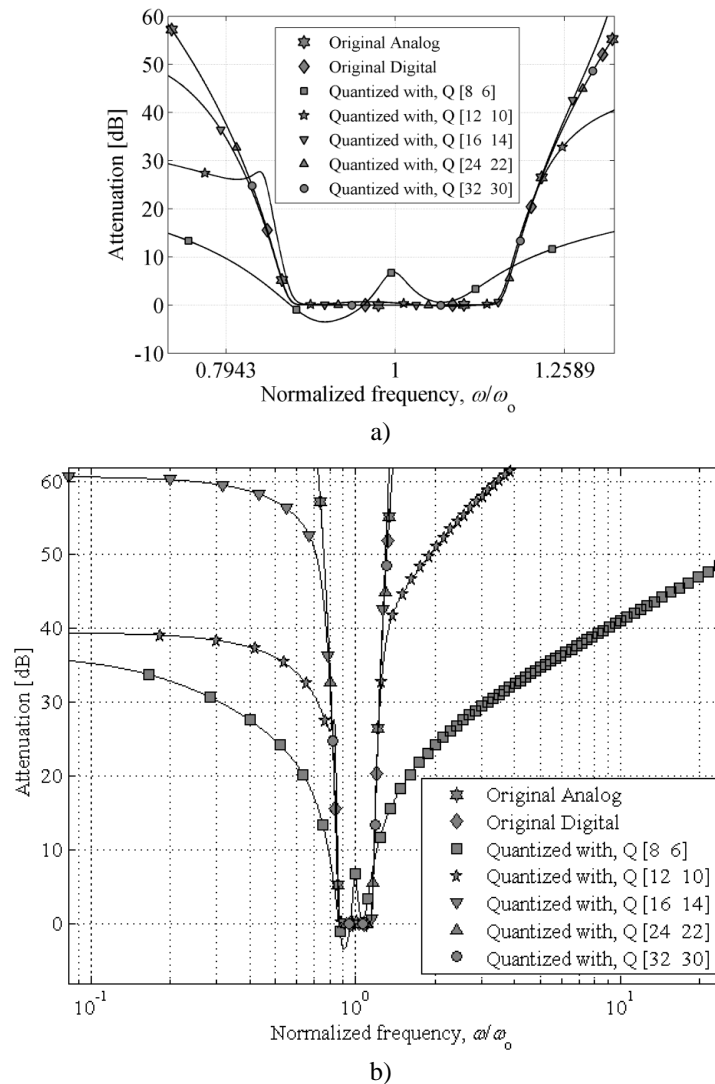 60
50
40
30
20
10
0
-10
Attenuation [dB]
Original Analog
Original Digital
Quantized with, Q [8 6]
Quantized with, Q [12 10]
Quantized with, Q [16 14]
Quantized with, Q [24 22]
Quantized with, Q [32 30]
0.7943 1 1.2589
Normalized frequency, ω/ωo
a)
60
50
40
30
20
10
0
Attenuation [dB]
Original Analog
Original Digital
Quantized with, Q [8 6]
Quantized with, Q [12 10]
Quantized with, Q [16 14]
Quantized with, Q [24 22]
Quantized with, Q [32 30]
10^-1 10^0 10^1
Normalized frequency, ω/ωo
b)